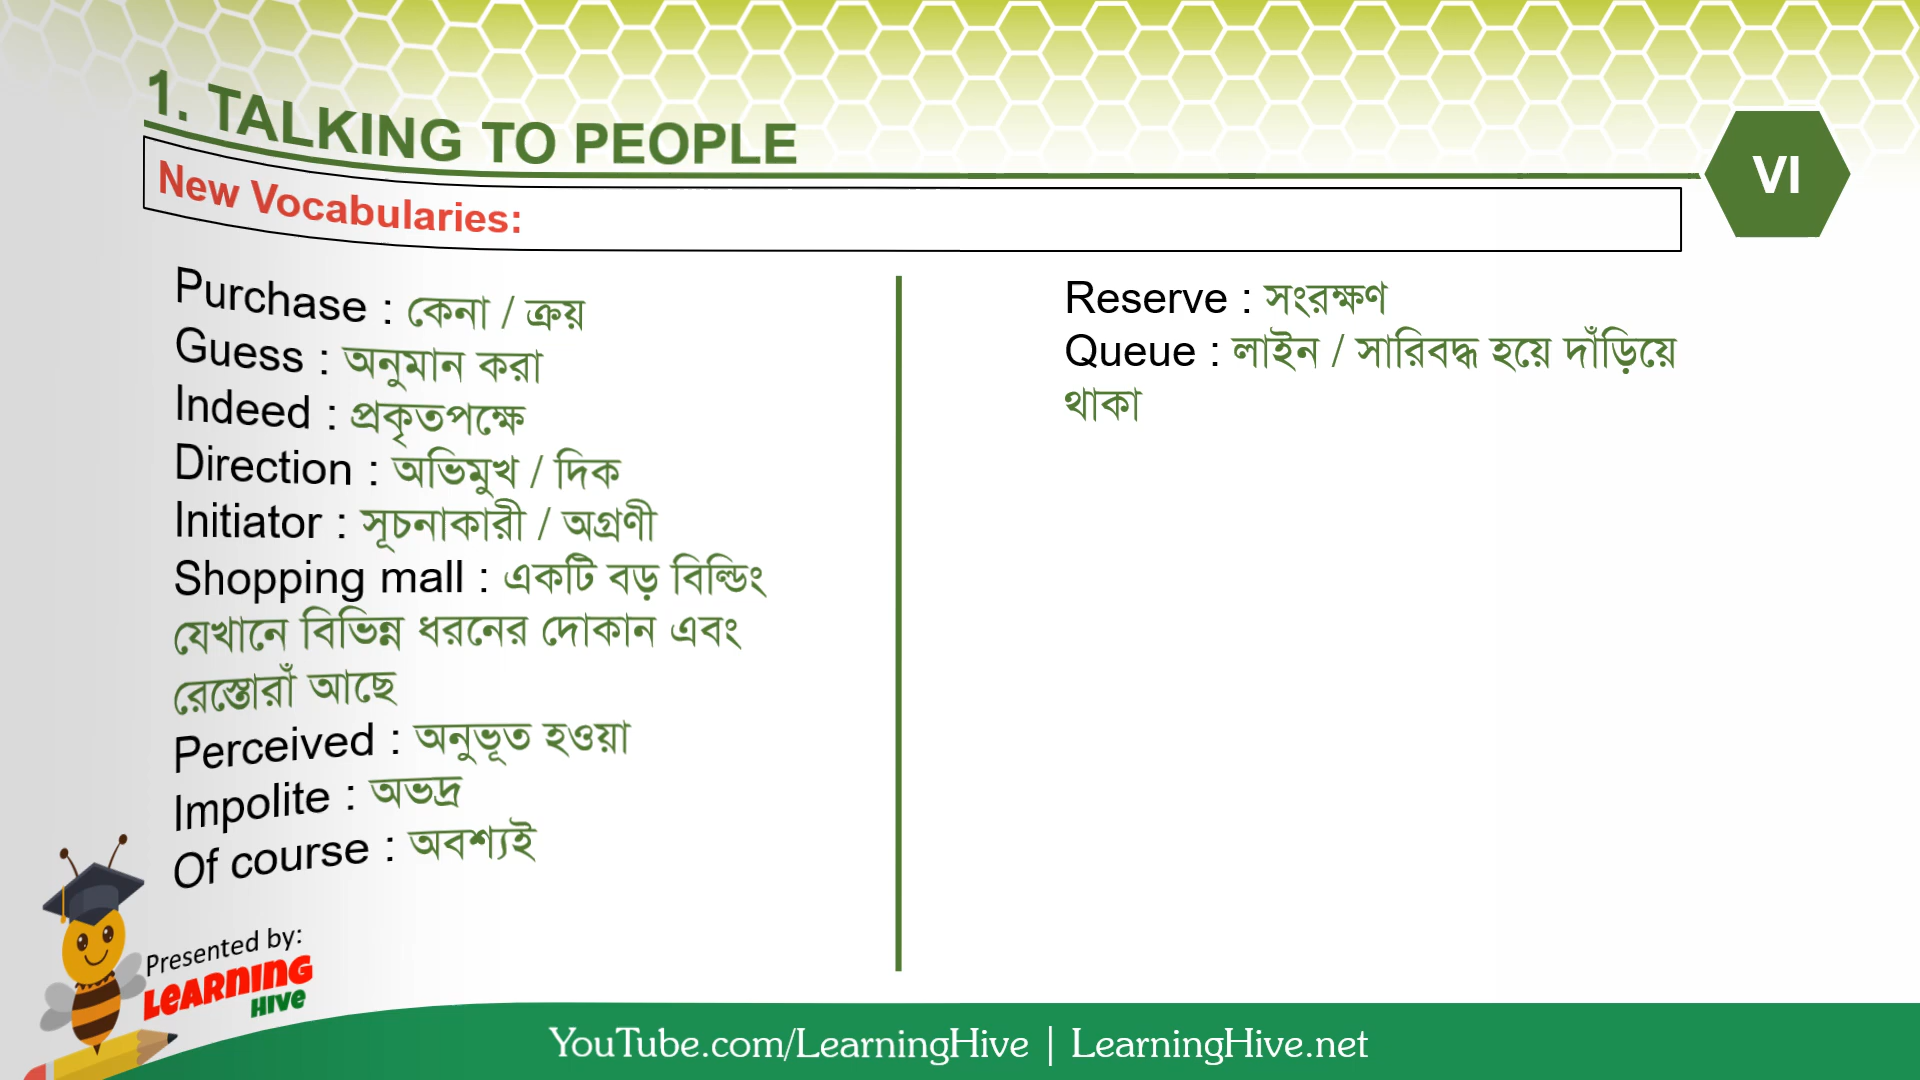 1. TALKING TO PEOPLE
VI
New Vocabularies:
Purchase : কেনা / ক্রয়
Guess : অনুমান করা
Indeed : প্রকৃতপক্ষে
Direction : অভিমুখ / দিক
Initiator : সূচনাকারী / অগ্রণী
Shopping mall : একটি বড় বিল্ডিং
যেখানে বিভিন্ন ধরনের দোকান এবং
রেস্তোরাঁ আছে
Perceived : অনুভূত হওয়া
Impolite : অভদ্র
Of course : অবশ্যই
Reserve : সংরক্ষণ
Queue : লাইন / সারিবদ্ধ হয়ে দাঁড়িয়ে
থাকা
Presented by:
LEARNING
HIVE
YouTube.com/LearningHive | LearningHive.net